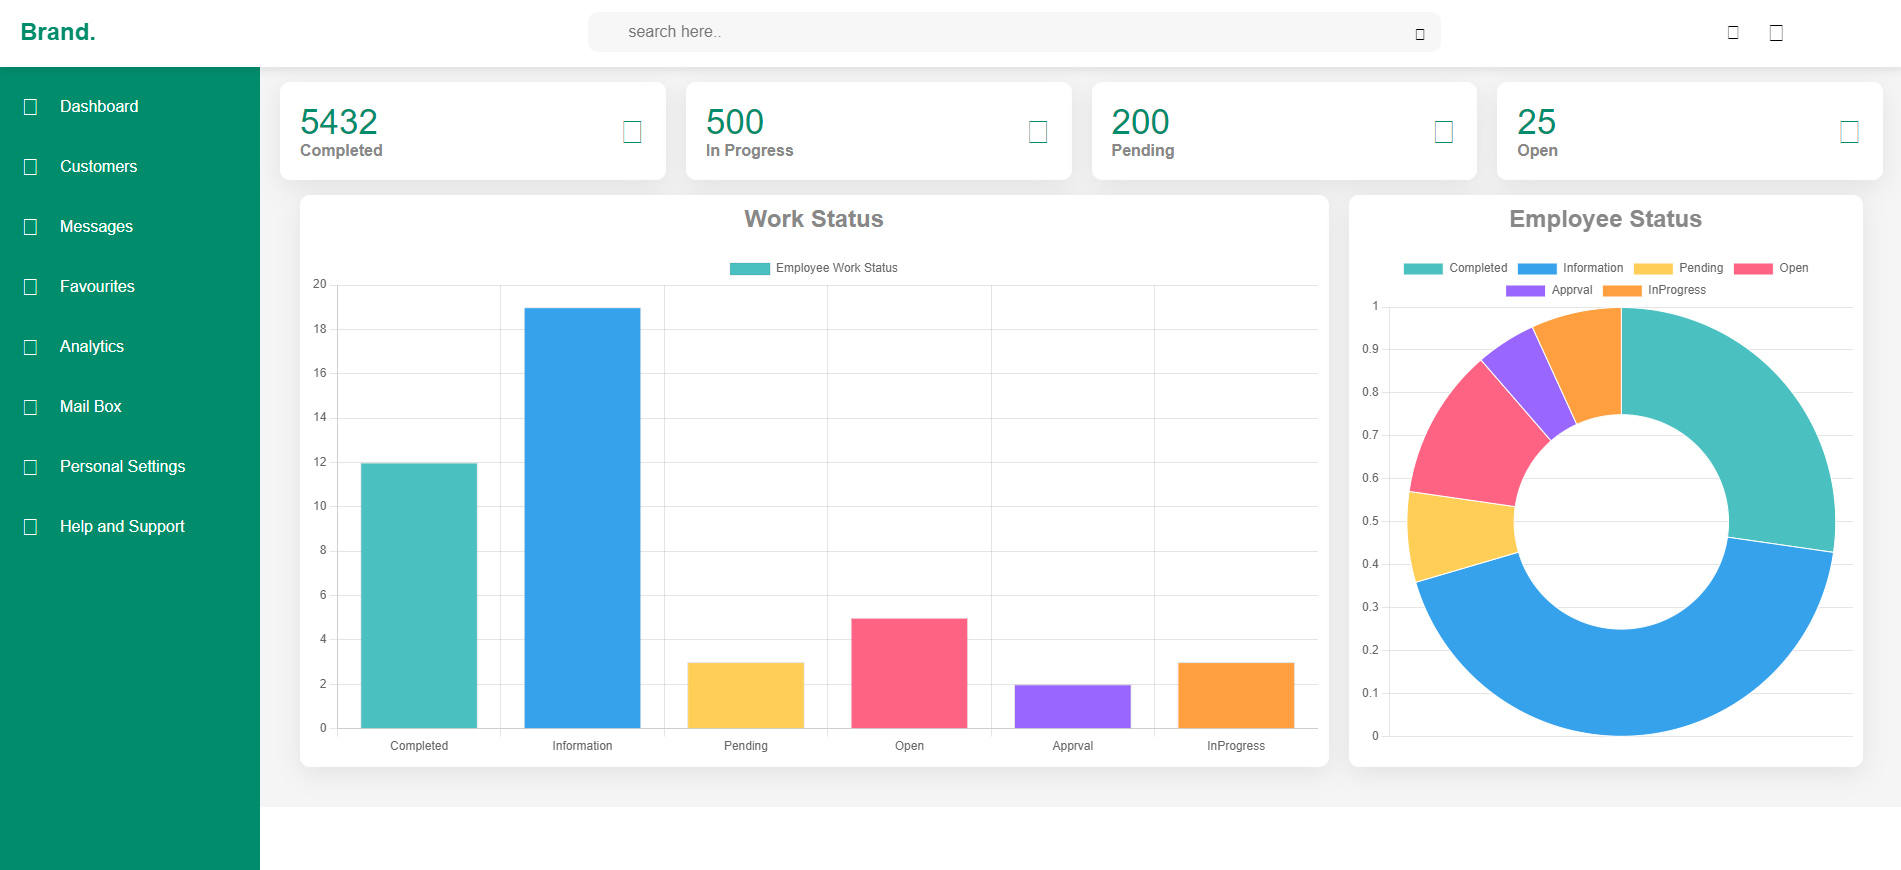 Brand.
search here..
Dashboard
Customers
Messages
Favourites
Analytics
Mail Box
Personal Settings
Help and Support
5432
Completed
500
In Progress
200
Pending
25
Open
Work Status
Employee Work Status
20
18
16
14
12
10
8
6
4
2
0
Completed Information Pending Open Apprval InProgress
Employee Status
Completed Information Pending Open
Apprval InProgress
1
0.9
0.8
0.7
0.6
0.5
0.4
0.3
0.2
0.1
0